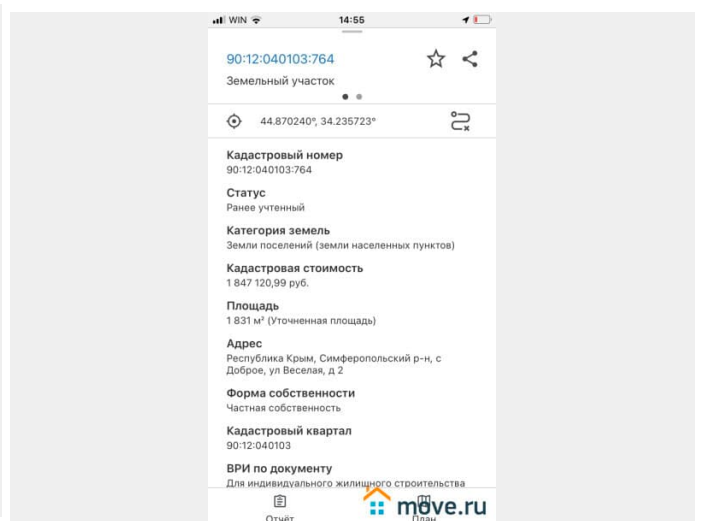 WIN 14:55
90:12:040103:764
Земельный участок
44.870240°, 34.235723°
Кадастровый номер
90:12:040103:764
Статус
Ранее учтенный
Категория земель
Земли поселений (земли населенных пунктов)
Кадастровая стоимость
1 847 120,99 руб.
Площадь
1 831 м² (Уточненная площадь)
Адрес
Республика Крым, Симферопольский р-н, с
Доброе, ул Веселая, д 2
Форма собственности
Частная собственность
Кадастровый квартал
90:12:040103
ВРИ по документу
Для индивидуального жилищного строительства
move.ru
Отчёт План